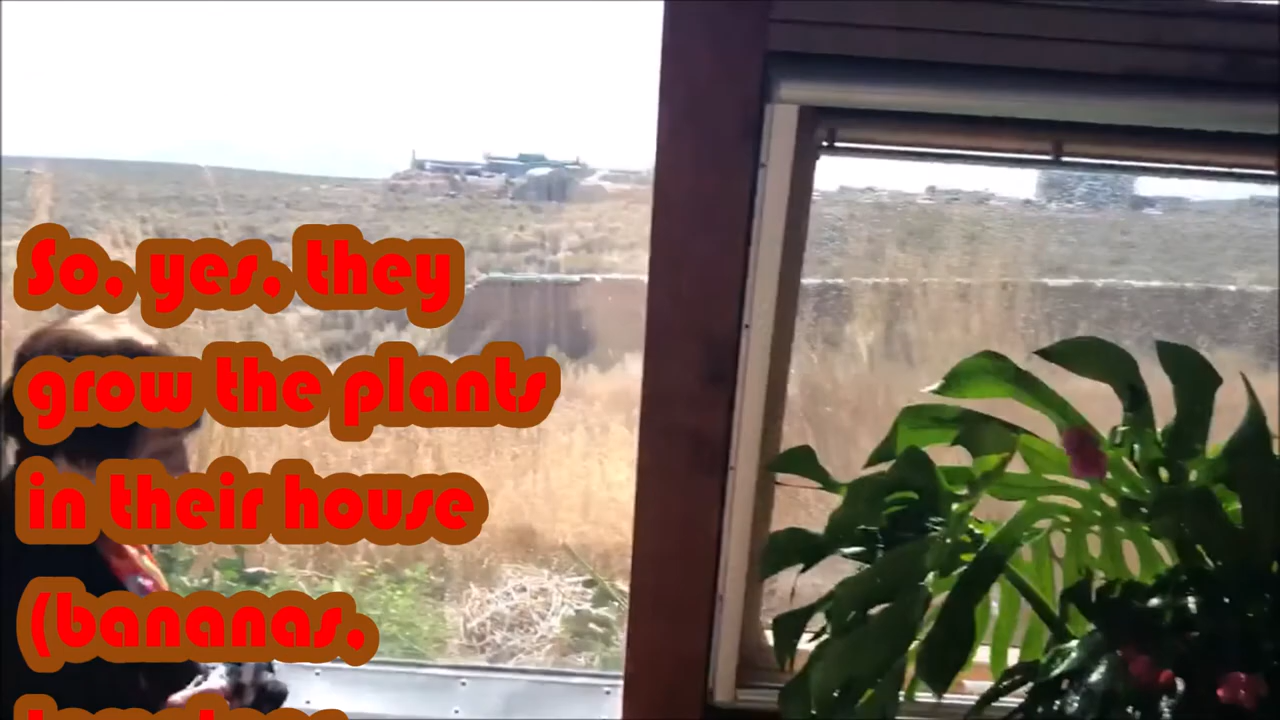 So, yes, they
grow the plants
in their house
(bananas,